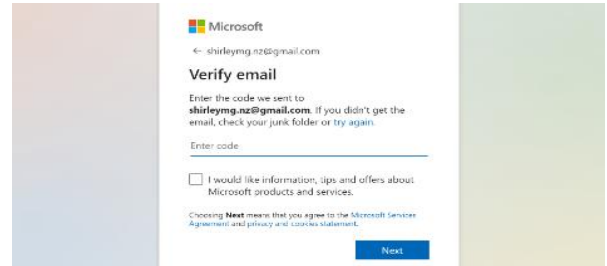 Microsoft
← shirleymg.nz@gmail.com
Verify email
Enter the code we sent to
shirleymg.nz@gmail.com. If you didn't get the
email, check your junk folder or try again.
Enter code
I would like information, tips and offers about
Microsoft products and services.
Choosing Next means that you agree to the Microsoft Services
Agreement and privacy and cookies statement.
Next